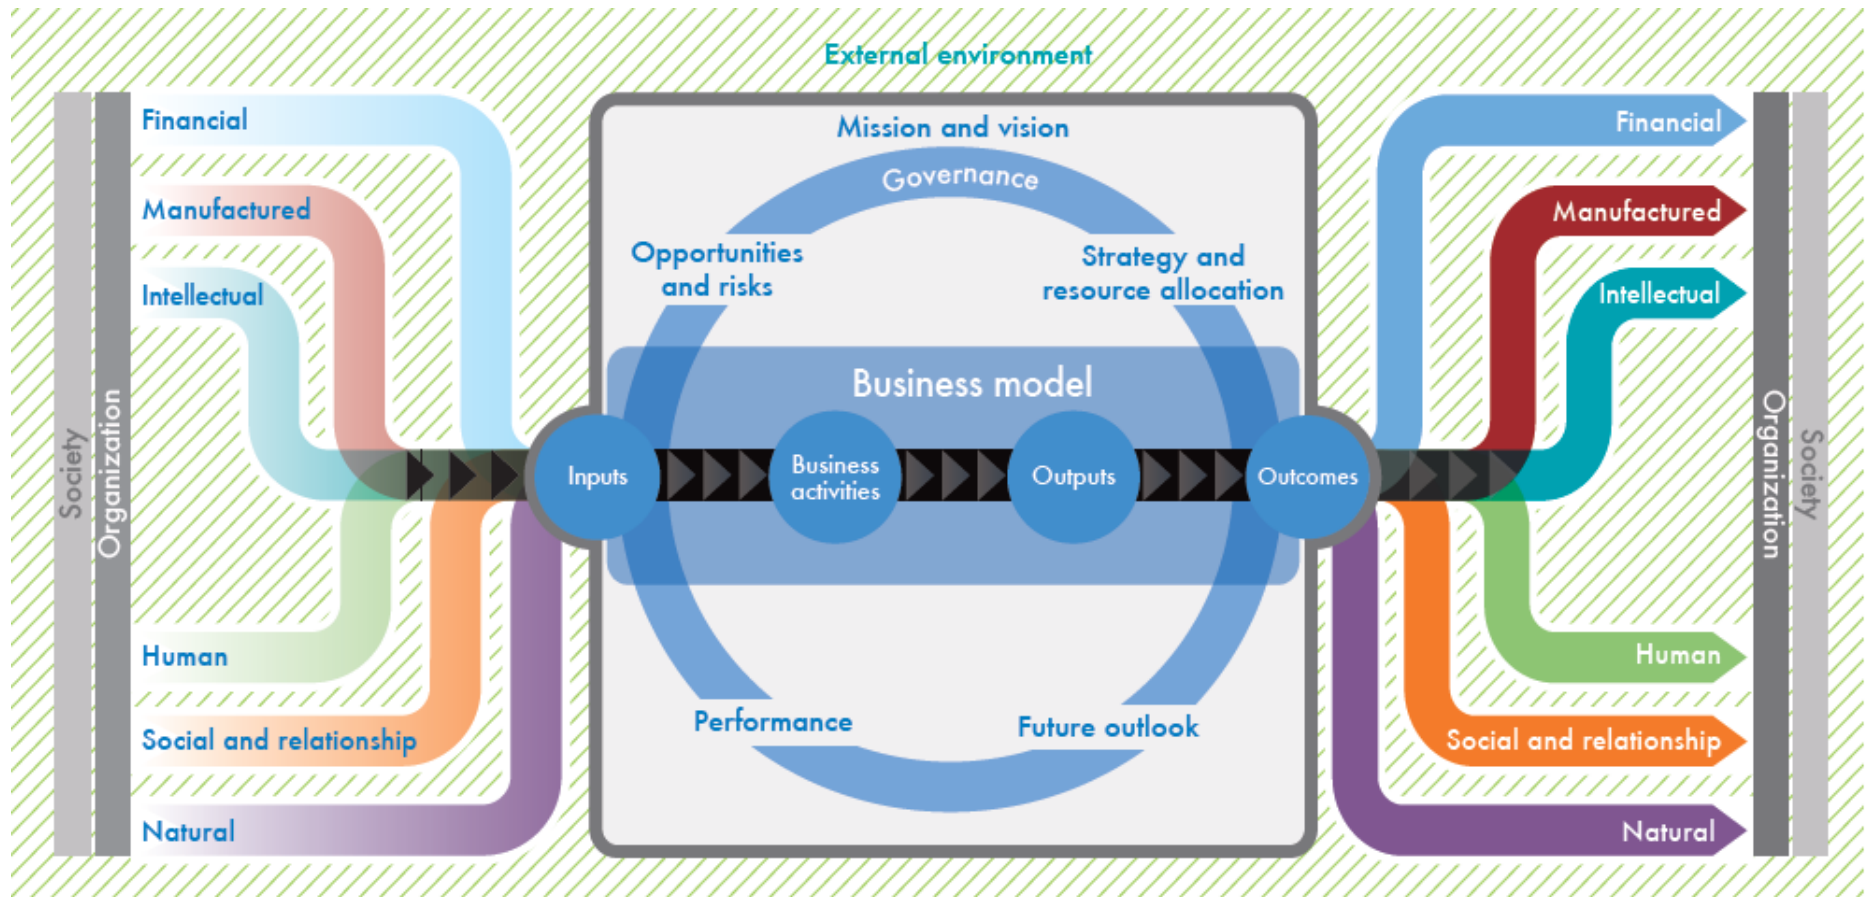 External environment
Society
Organization
Financial
Manufactured
Intellectual
Human
Social and relationship
Natural
Mission and vision
Governance
Opportunities
and risks
Strategy and
resource allocation
Business model
Inputs
Business
activities
Outputs
Outcomes
Performance
Future outlook
Financial
Manufactured
Intellectual
Human
Social and relationship
Natural
Organization
Society